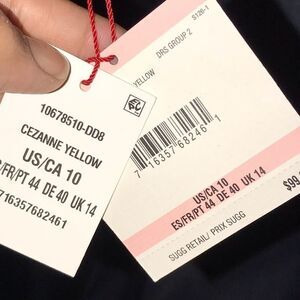 10678510-DD8
CEZANNE YELLOW
US/CA 10
ES/FR/PT 44 DE 40 UK 14
716357682461
S126-1
DRS GROUP 2
YELLOW
7 16357 68246 1
US/CA 10
ES/FR/PT 44 DE 40 UK 14
$99
SUGG RETAIL/ PRIX SUGG